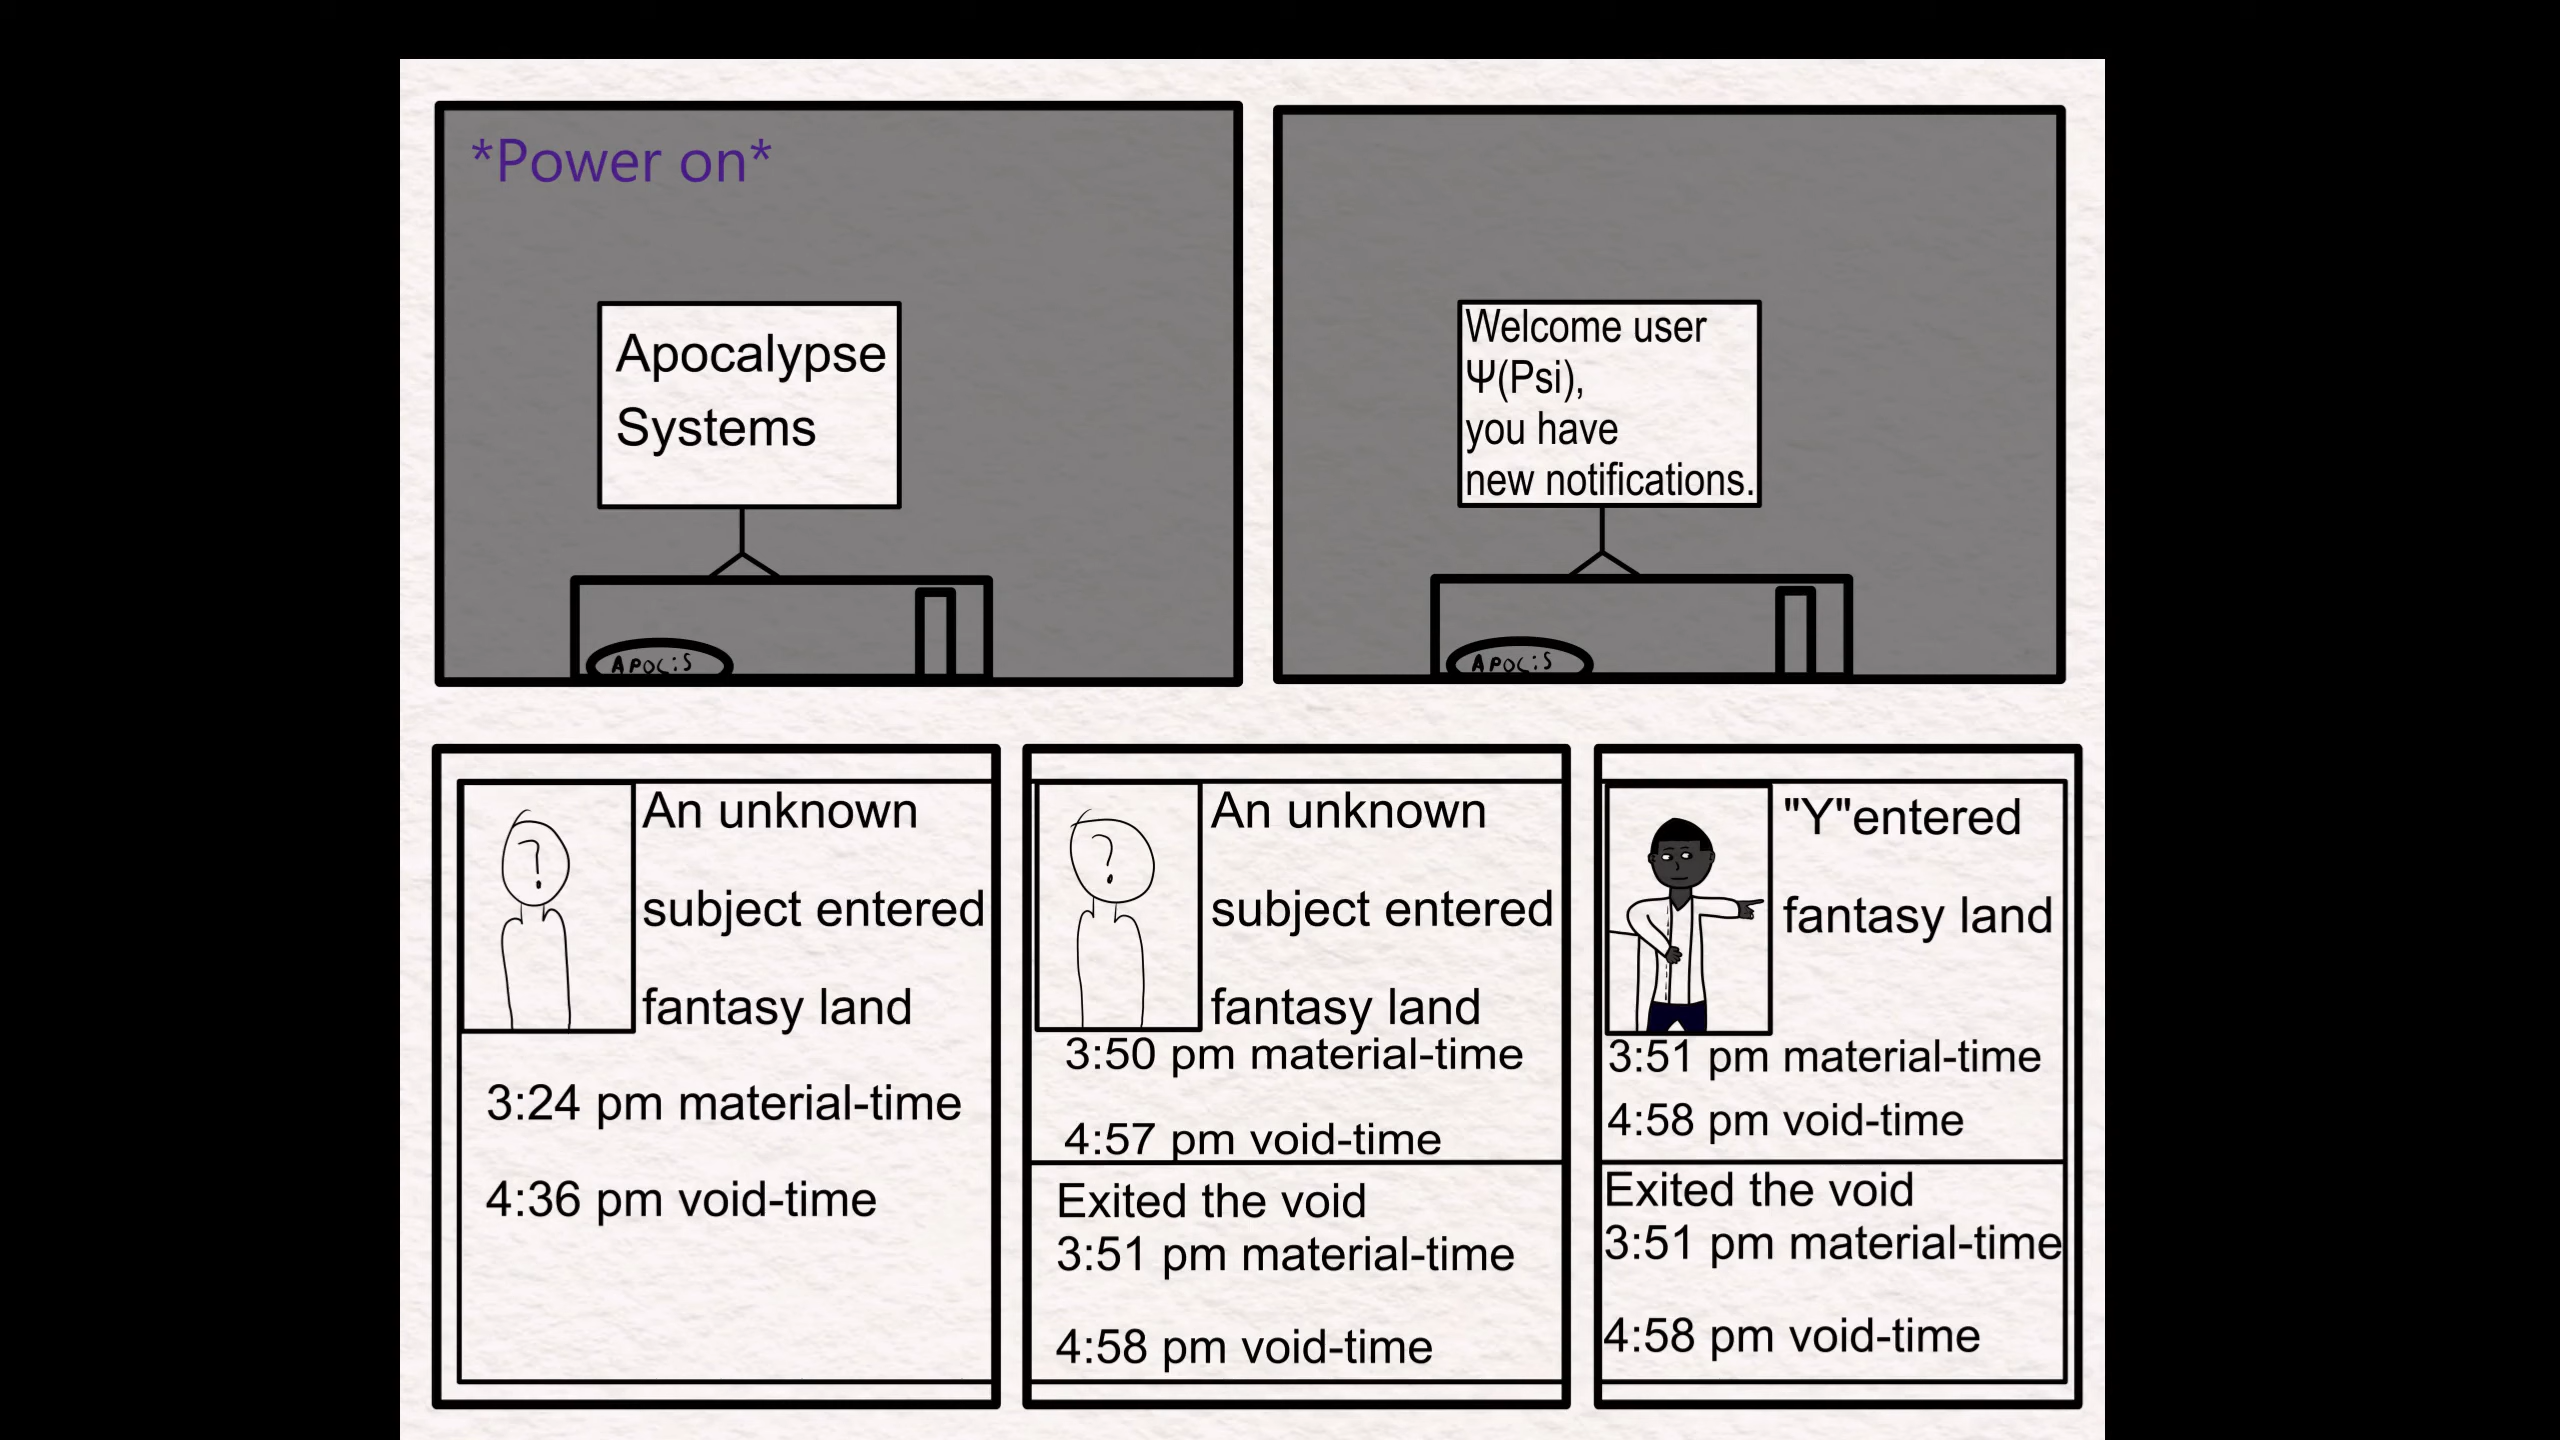 *Power on*
Apocalypse
Systems
APOC:S
Welcome user
Ψ(Psi),
you have
new notifications.
APOC:S
?
An unknown
subject entered
fantasy land
3:24 pm material-time
4:36 pm void-time
?
An unknown
subject entered
fantasy land
3:50 pm material-time
4:57 pm void-time
Exited the void
3:51 pm material-time
4:58 pm void-time
"Y"entered
fantasy land
3:51 pm material-time
4:58 pm void-time
Exited the void
3:51 pm material-time
4:58 pm void-time